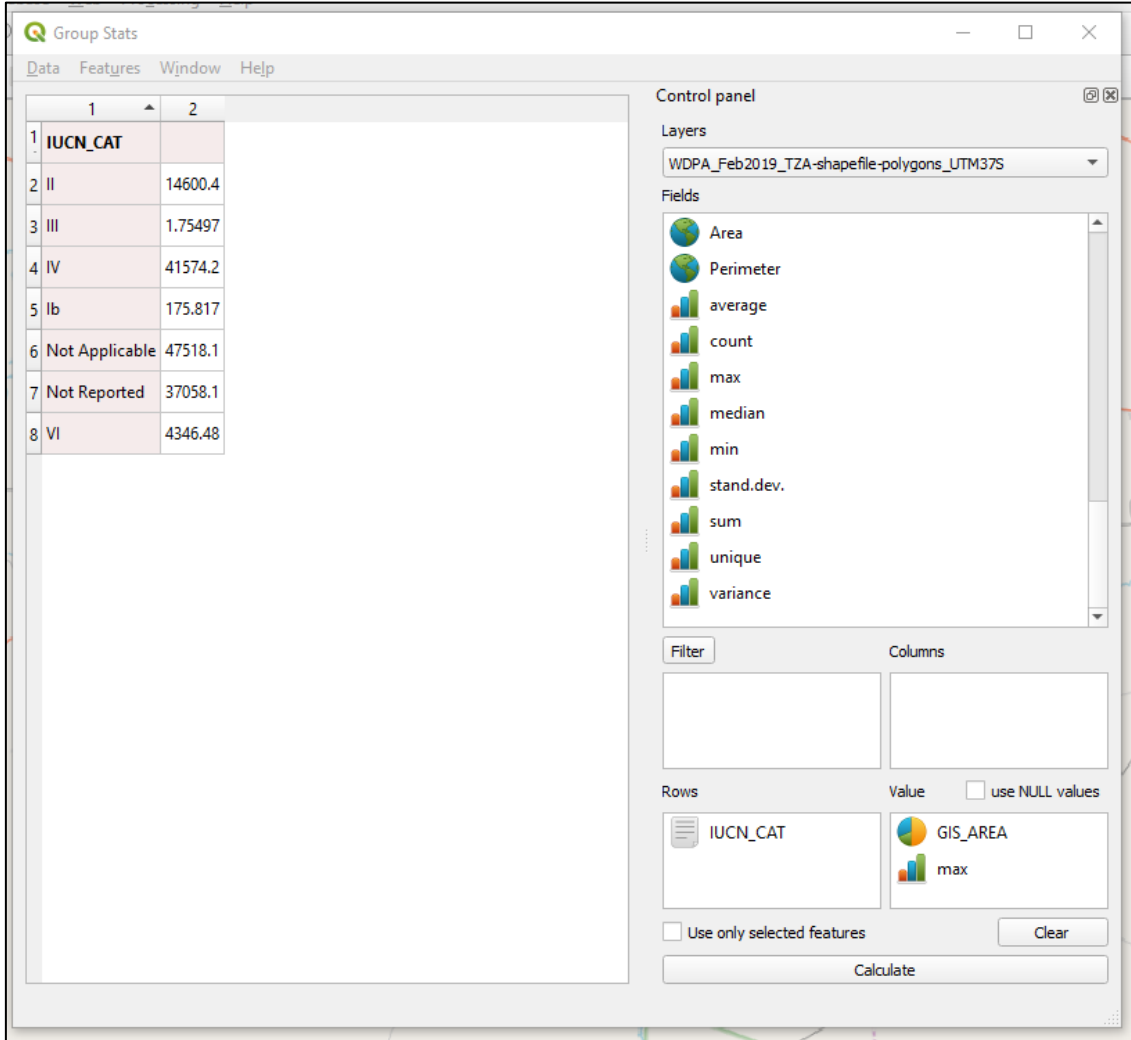 Group Stats
Data Features Window Help
1 2
1 IUCN_CAT
2 II 14600.4
3 III 1.75497
4 IV 41574.2
5 Ib 175.817
6 Not Applicable 47518.1
7 Not Reported 37058.1
8 VI 4346.48
Control panel
Layers
WDPA_Feb2019_TZA-shapefile-polygons_UTM37S
Fields
Area
Perimeter
average
count
max
median
min
stand.dev.
sum
unique
variance
Filter Columns
Rows Value use NULL values
IUCN_CAT GIS_AREA
max
Use only selected features Clear
Calculate